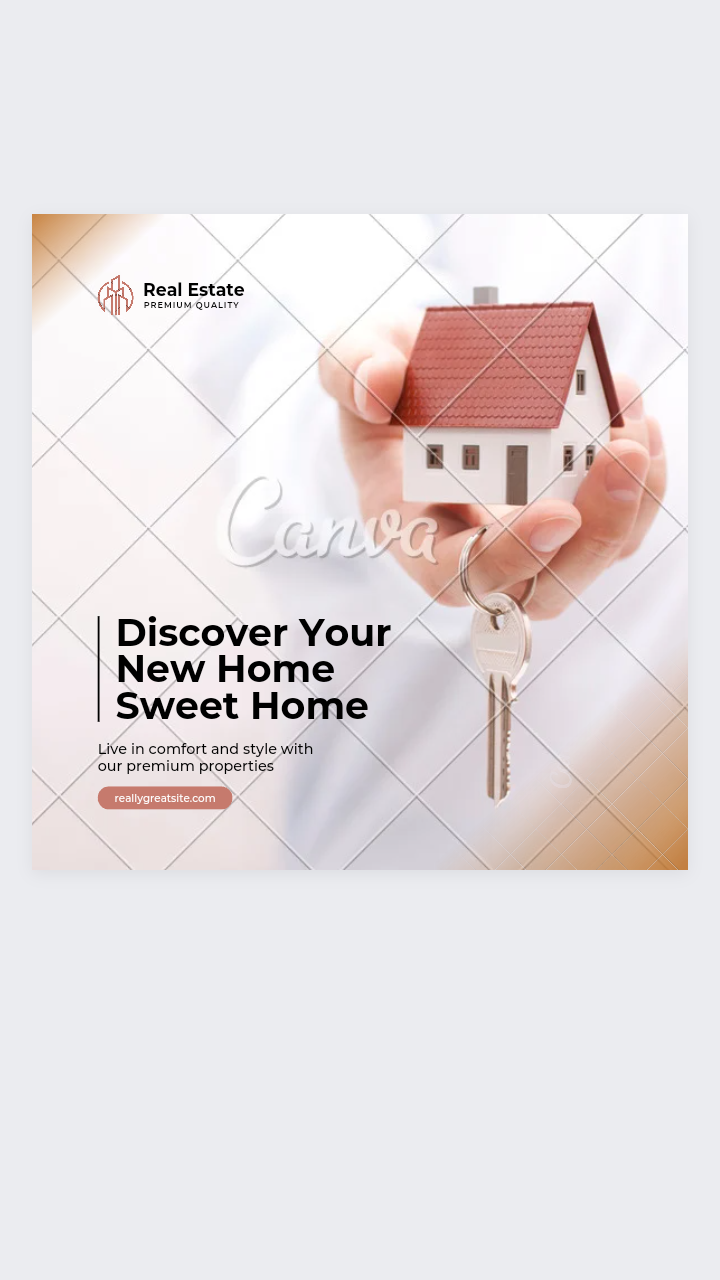 Real Estate
PREMIUM QUALITY
Canva
Discover Your
New Home
Sweet Home
Live in comfort and style with
our premium properties
reallygreatsite.com